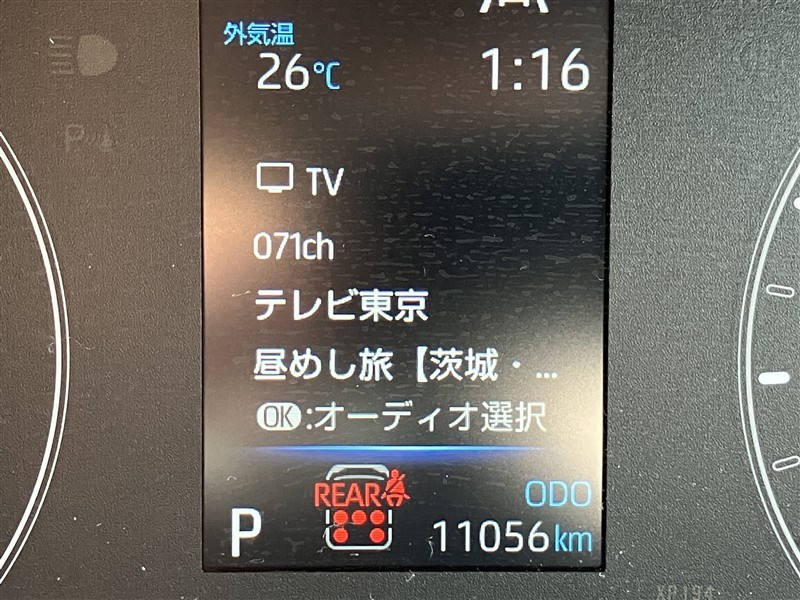 外気温
26℃
1:16
TV
071ch
テレビ東京
昼めし旅【茨城・...
OK:オーディオ選択
REAR
P
ODO
11056km
XP194